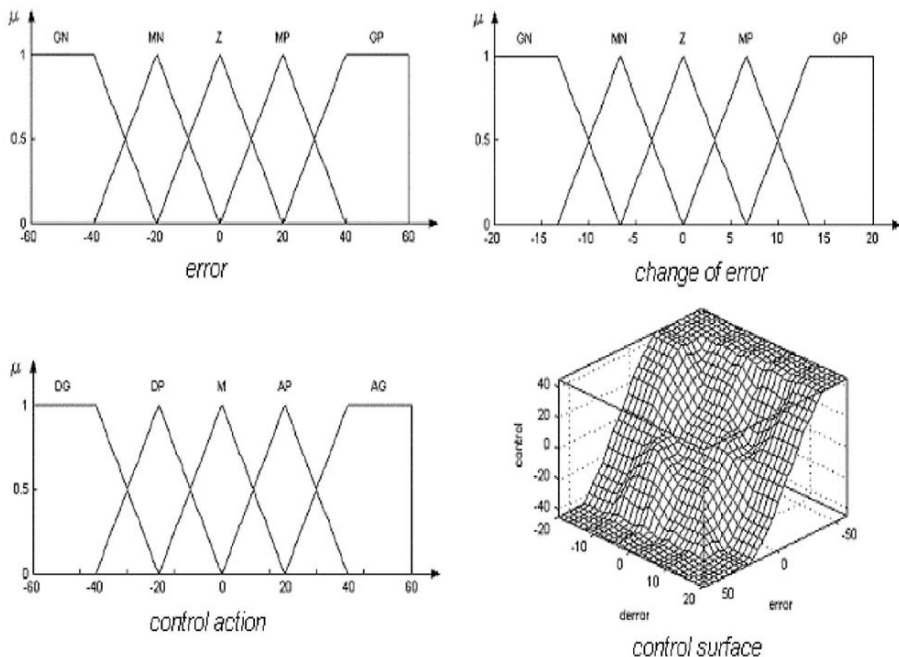 μ
GN MN Z MP GP
1
0.5
0
-60 -40 -20 0 20 40 60
error
μ
GN MN Z MP GP
1
0.5
0
-20 -15 -10 -5 0 5 10 15 20
change of error
μ
DG DP M AP AG
1
0.5
0
-60 -40 -20 0 20 40 60
control action
40
20
0
-20
-40
control
-20 -10 0 10 20
derror
50 0 -50
error
control surface